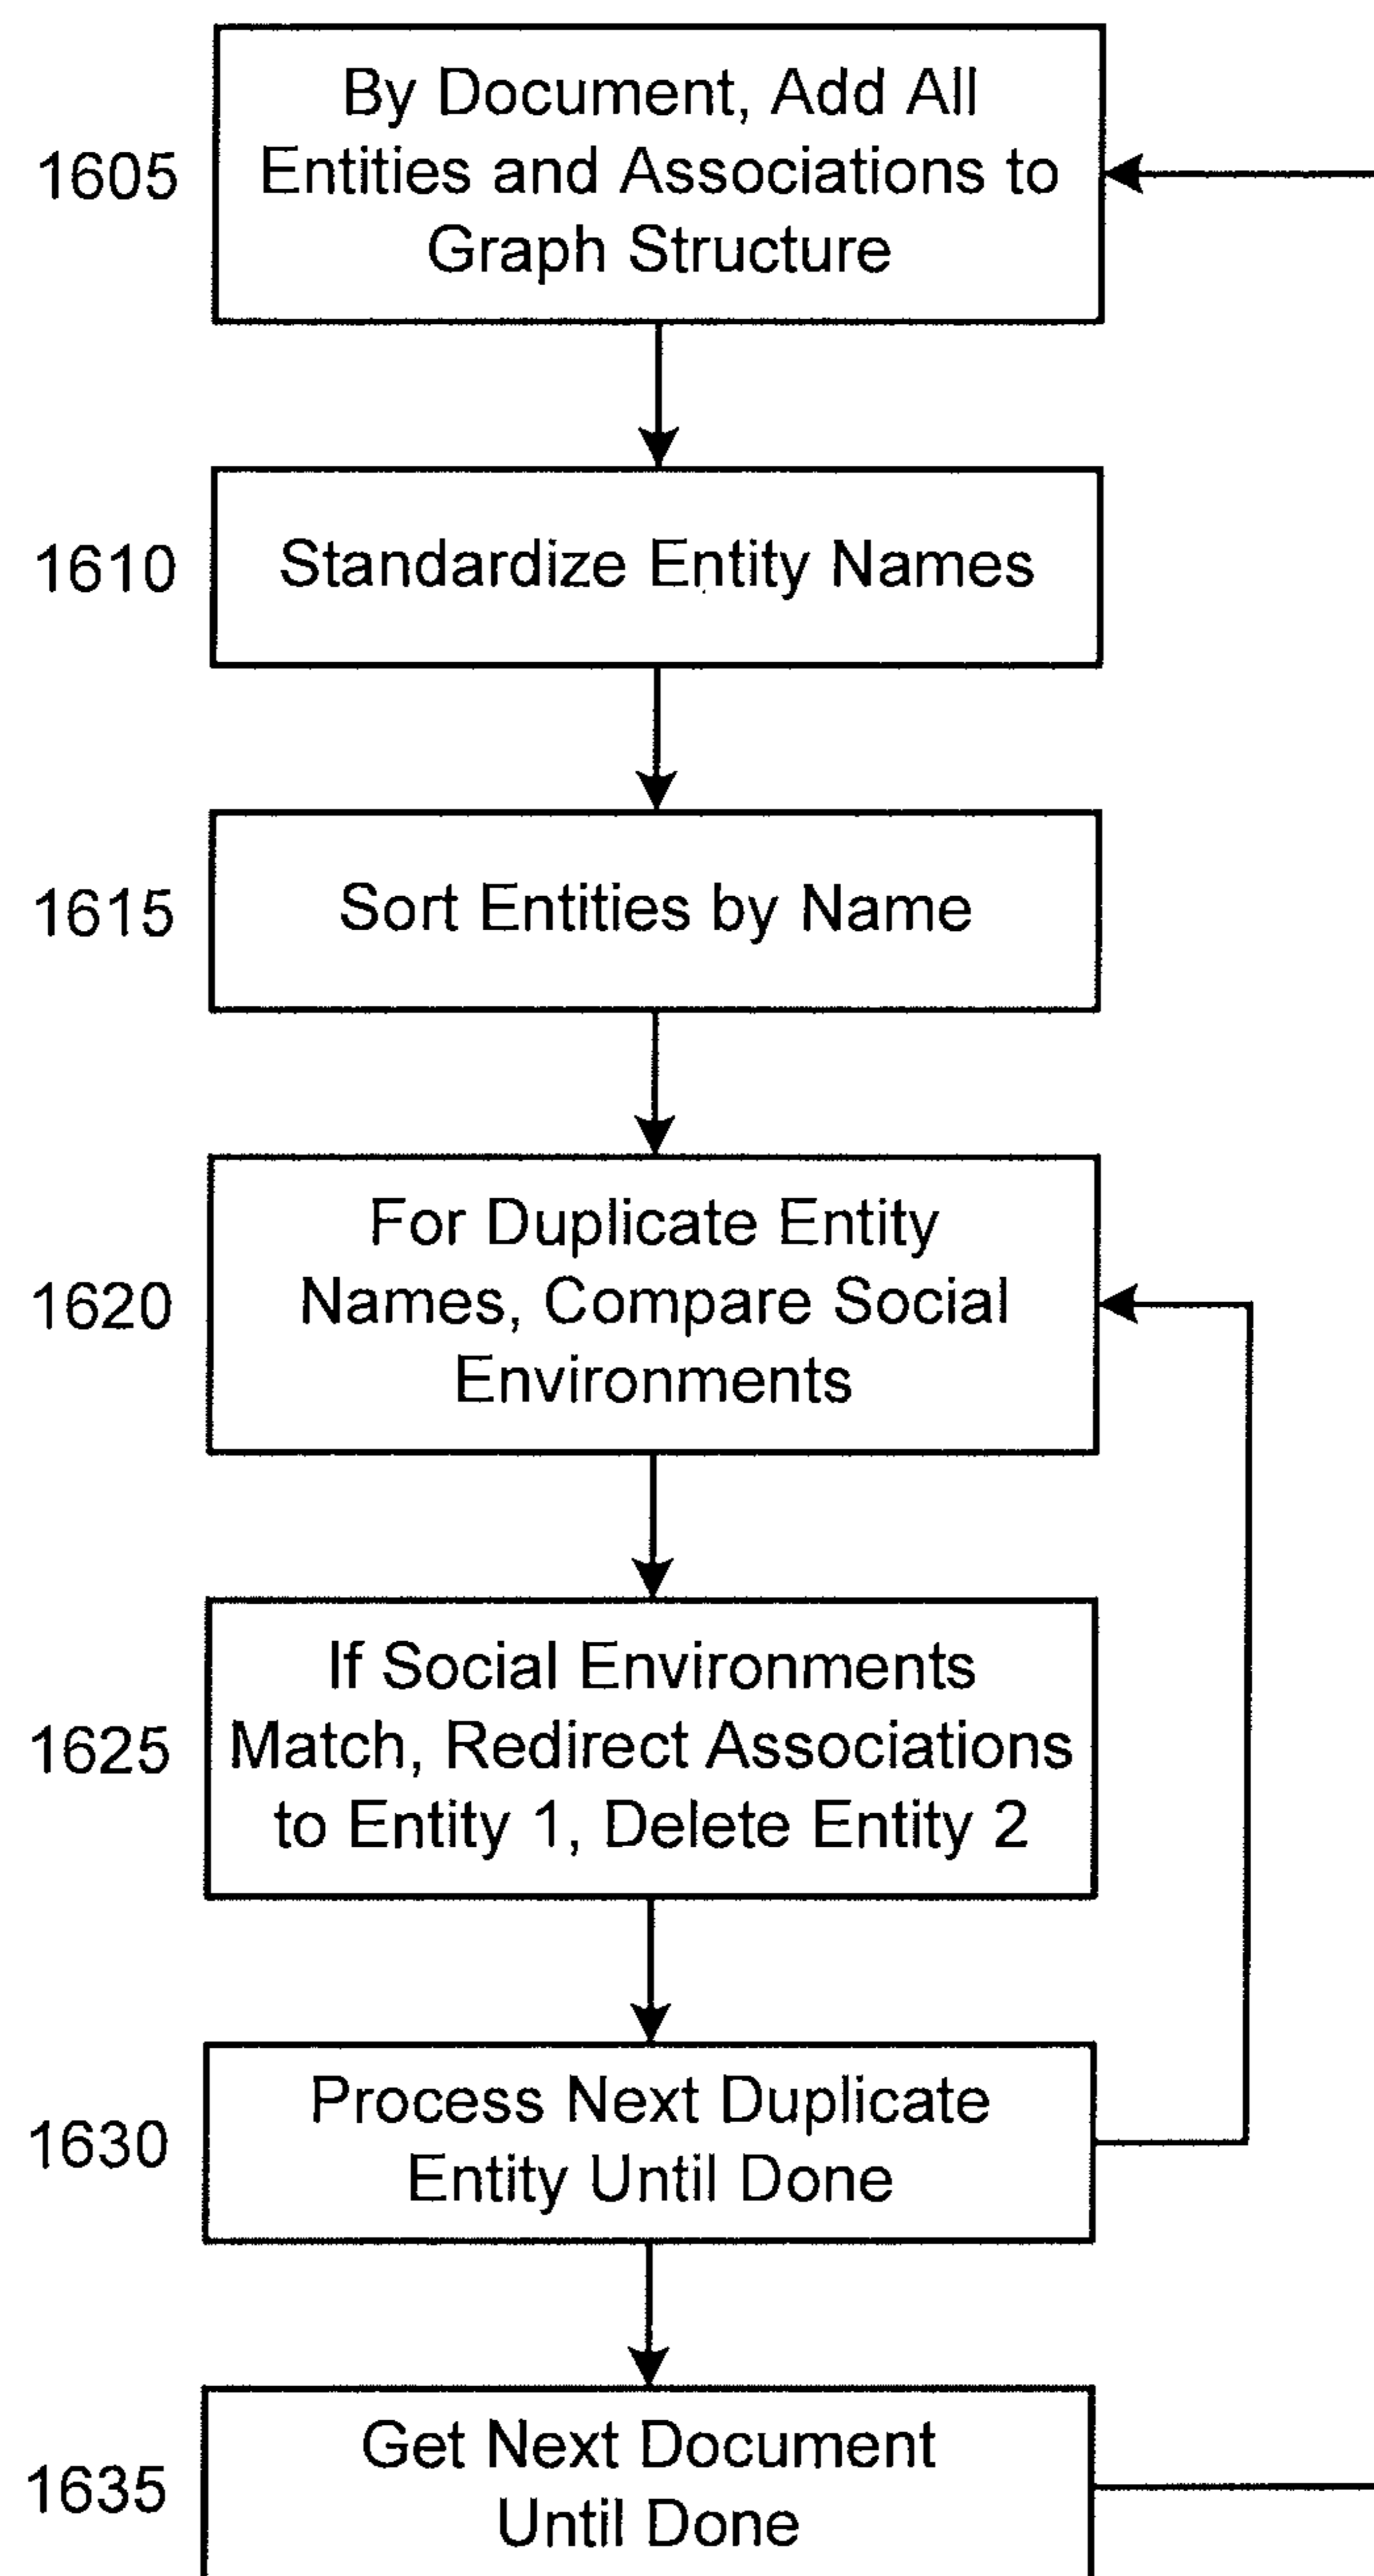 By Document, Add All
1605
Entities and Associations to
Graph Structure
1610
Standardize Entity Names
1615
Sort Entities by Name
For Duplicate Entity
1620
Names, Compare Social
Environments
If Social Environments
1625
Match, Redirect Associations
to Entity 1, Delete Entity 2
Process Next Duplicate
1630
Entity Until Done
Get Next Document
1635
Until Done